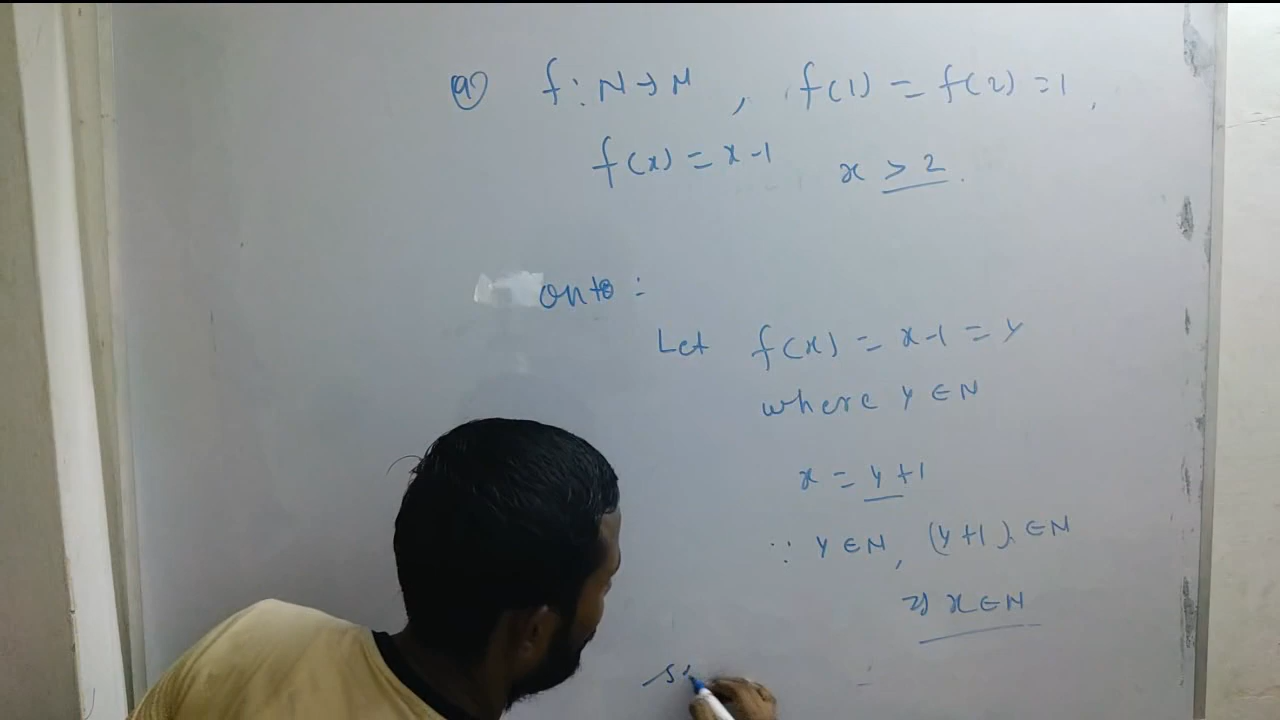 Q. f: N→N, f(1) = f(2) = 1,
f(x) = x-1 x > 2.
onto :
Let f(x) = x-1 = y
where y ∈ N
x = y+1
∵ y ∈ N, (y+1) ∈ N
⇒ x ∈ N